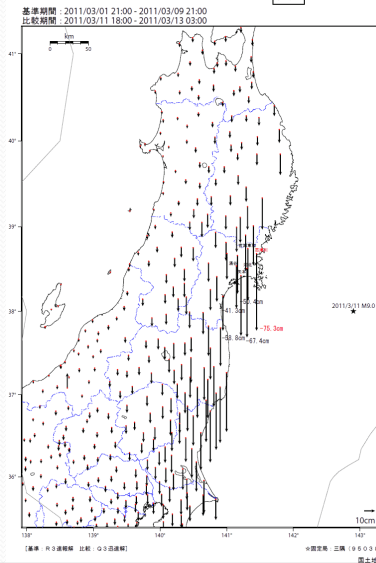 基準期間 : 2011/03/01 21:00 - 2011/03/09 21:00
比較期間 : 2011/03/11 18:00 - 2011/03/13 03:00
km
0 50
41°
40°
39°
38°
2011/3/11 M9.0
-41.3cm
-75.3cm
-58.8cm
-67.4cm
37°
36°
138° 139° 140° 141° 142° 143°
10cm
[基準 : R3速報解 比較 : Q3迅速解]
☆固定局 : 三隅 (9503
国土地